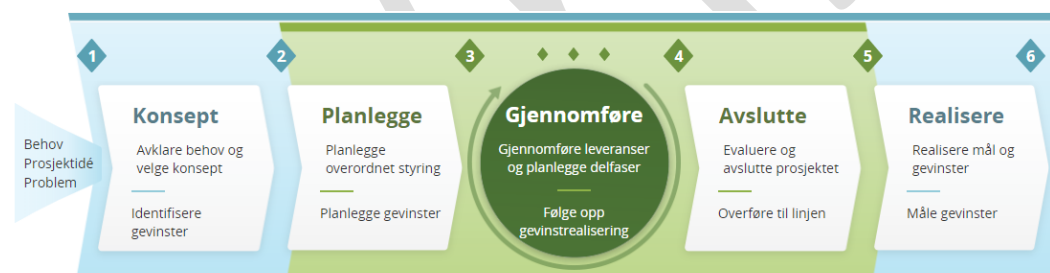 1
2
3
4
5
6
Behov
Prosjektidé
Problem
Konsept
Avklare behov og
velge konsept
Identifisere
gevinster
Planlegge
Planlegge
overordnet styring
Planlegge gevinster
Gjennomføre
Gjennomføre leveranser
og planlegge delfaser
Følge opp
gevinstrealisering
Avslutte
Evaluere og
avslutte prosjektet
Overføre til linjen
Realisere
Realisere mål og
gevinster
Måle gevinster